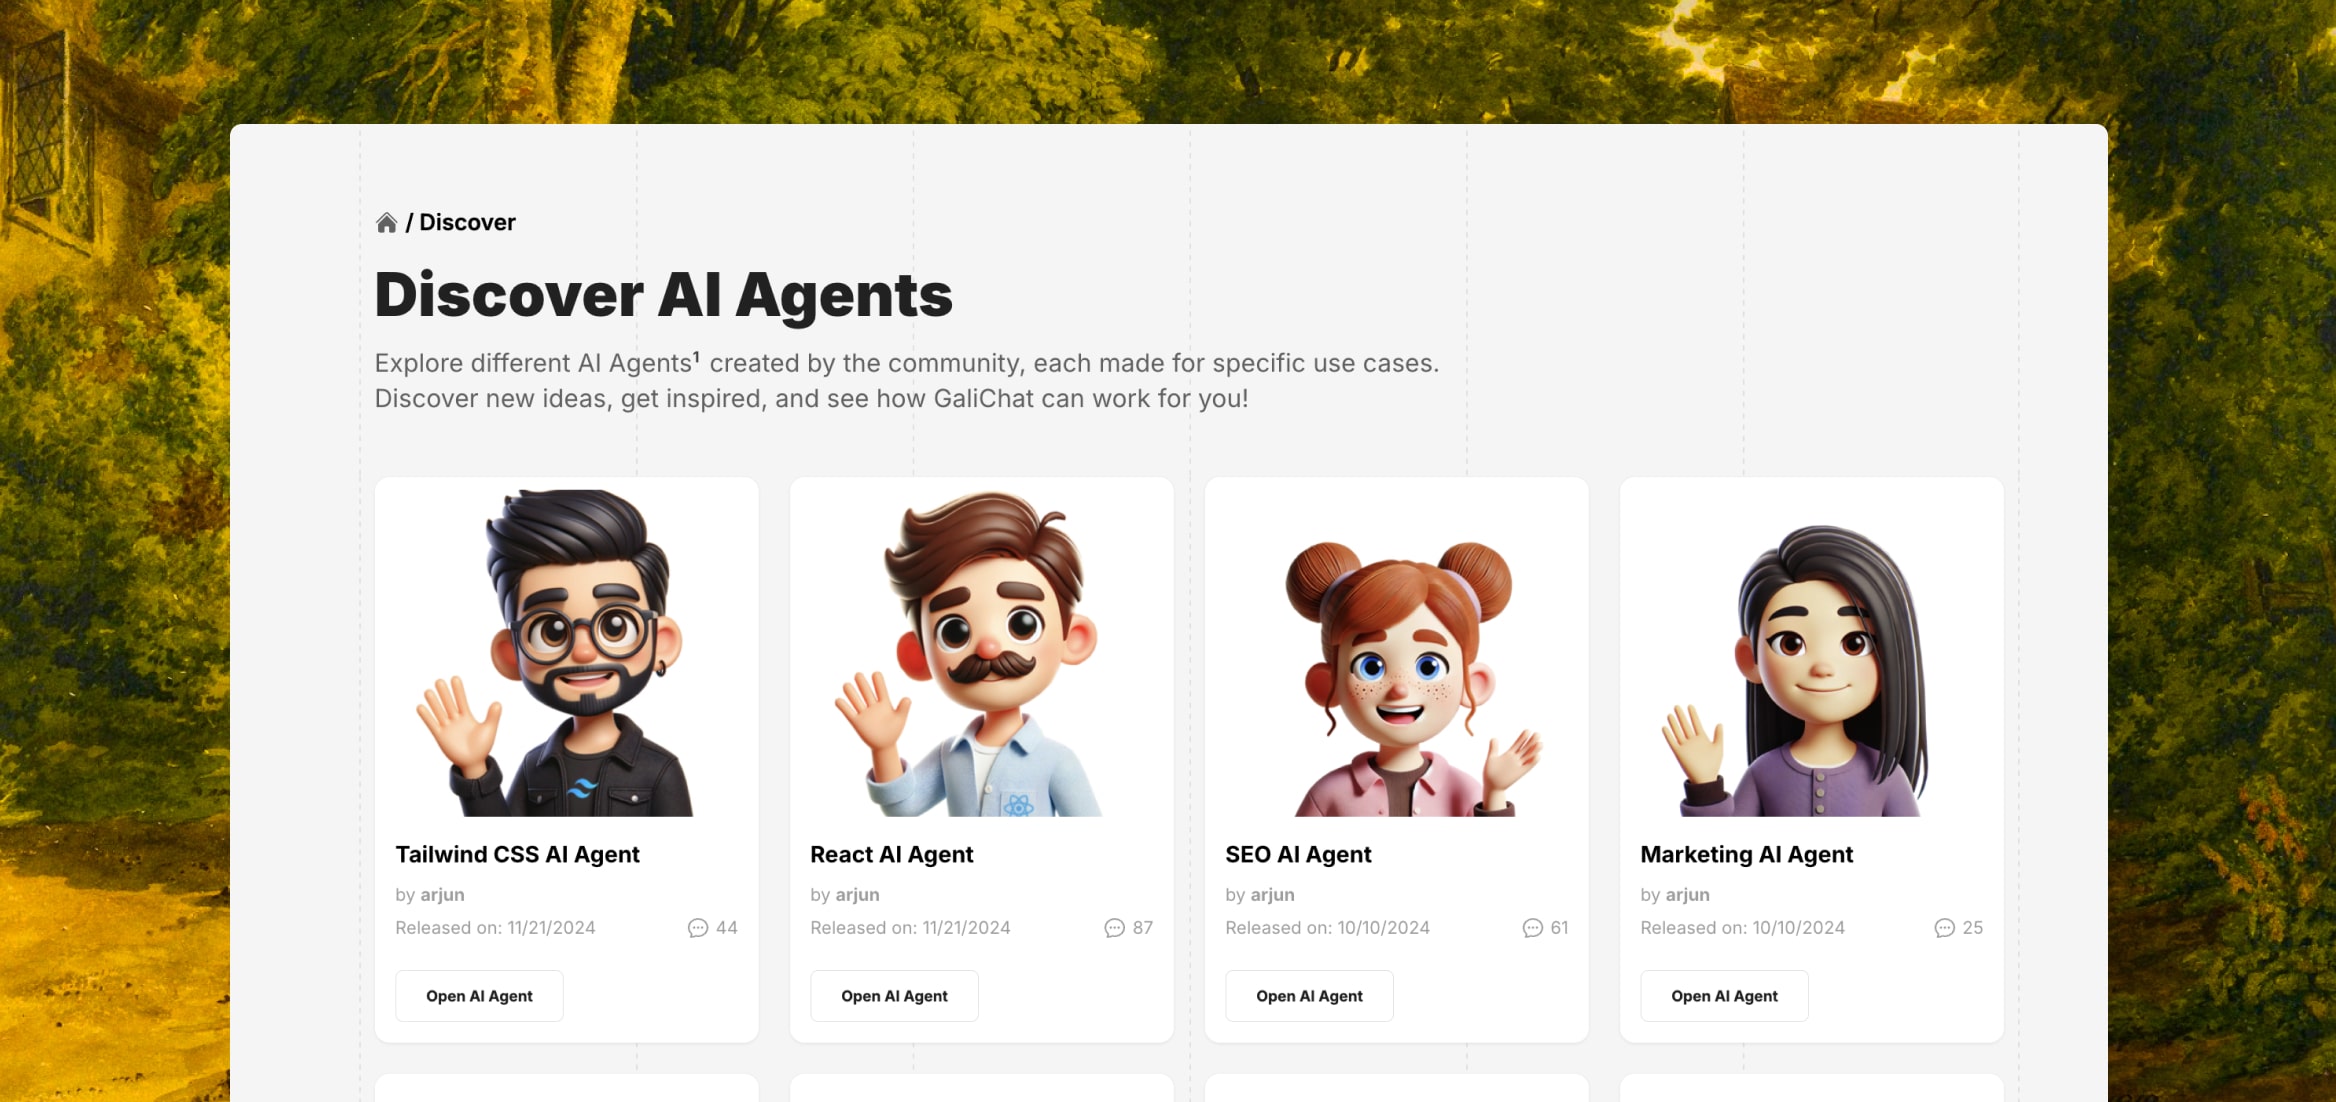 / Discover
Discover AI Agents
Explore different AI Agents¹ created by the community, each made for specific use cases.
Discover new ideas, get inspired, and see how GaliChat can work for you!
Tailwind CSS AI Agent
by arjun
Released on: 11/21/2024 44
Open AI Agent
React AI Agent
by arjun
Released on: 11/21/2024 87
Open AI Agent
SEO AI Agent
by arjun
Released on: 10/10/2024 61
Open AI Agent
Marketing AI Agent
by arjun
Released on: 10/10/2024 25
Open AI Agent